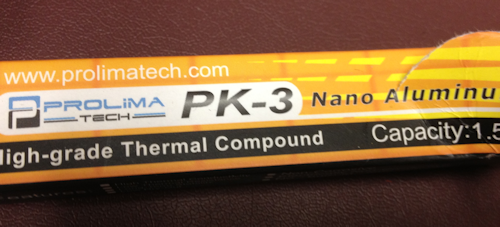 www.prolimatech.com
PROLiMA
TECH
PK-3 Nano Aluminu
High-grade Thermal Compound
Capacity:1.5